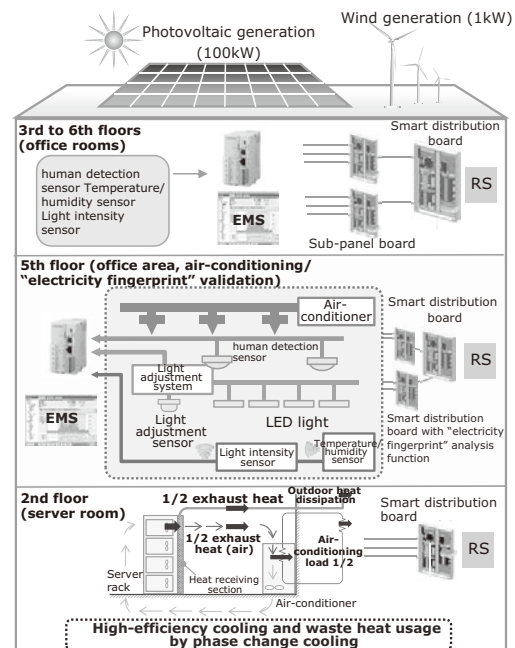 Photovoltaic generation
(100kW)
Wind generation (1kW)
3rd to 6th floors
(office rooms)
human detection
sensor Temperature/
humidity sensor
Light intensity
sensor
EMS
Smart distribution
board
RS
Sub-panel board
5th floor (office area, air-conditioning/
“electricity fingerprint” validation)
Air-
conditioner
human detection
sensor
Light
adjustment
system
Light
adjustment
sensor
LED light
Light intensity
sensor
Temperature/
humidity
sensor
EMS
Smart distribution
board
RS
Smart distribution
board with “electricity
fingerprint” analysis
function
2nd floor
(server room)
1/2 exhaust heat
Outdoor heat
dissipation
1/2 exhaust
heat (air)
Air-
conditioning
load 1/2
Server
rack
Heat receiving
section
Air-conditioner
Smart distribution
board
RS
High-efficiency cooling and waste heat usage
by phase change cooling